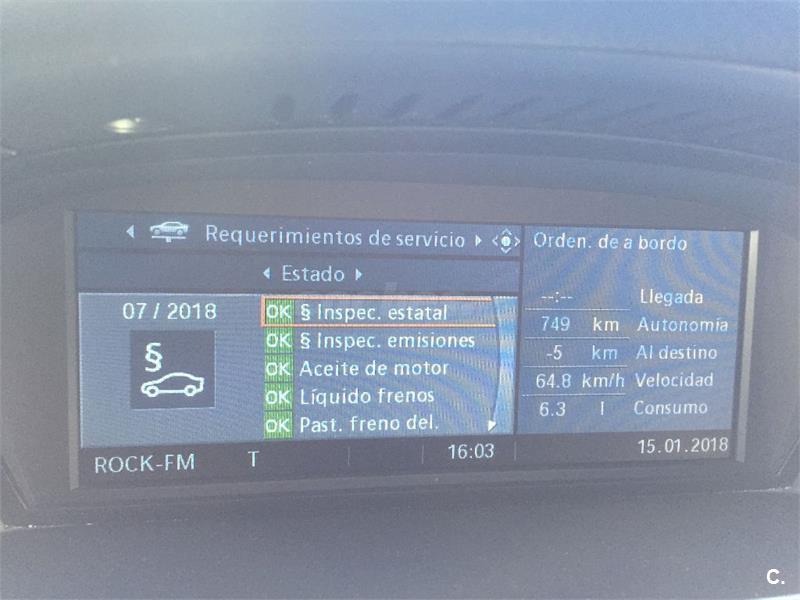 Requerimientos de servicio
Estado
07 / 2018
§
OK § Inspec. estatal
OK § Inspec. emisiones
OK Aceite de motor
OK Líquido frenos
OK Past. freno del.
Orden. de a bordo
--:-- Llegada
749 km Autonomía
-5 km Al destino
64.8 km/h Velocidad
6.3 l Consumo
ROCK-FM T 16:03 15.01.2018
C.